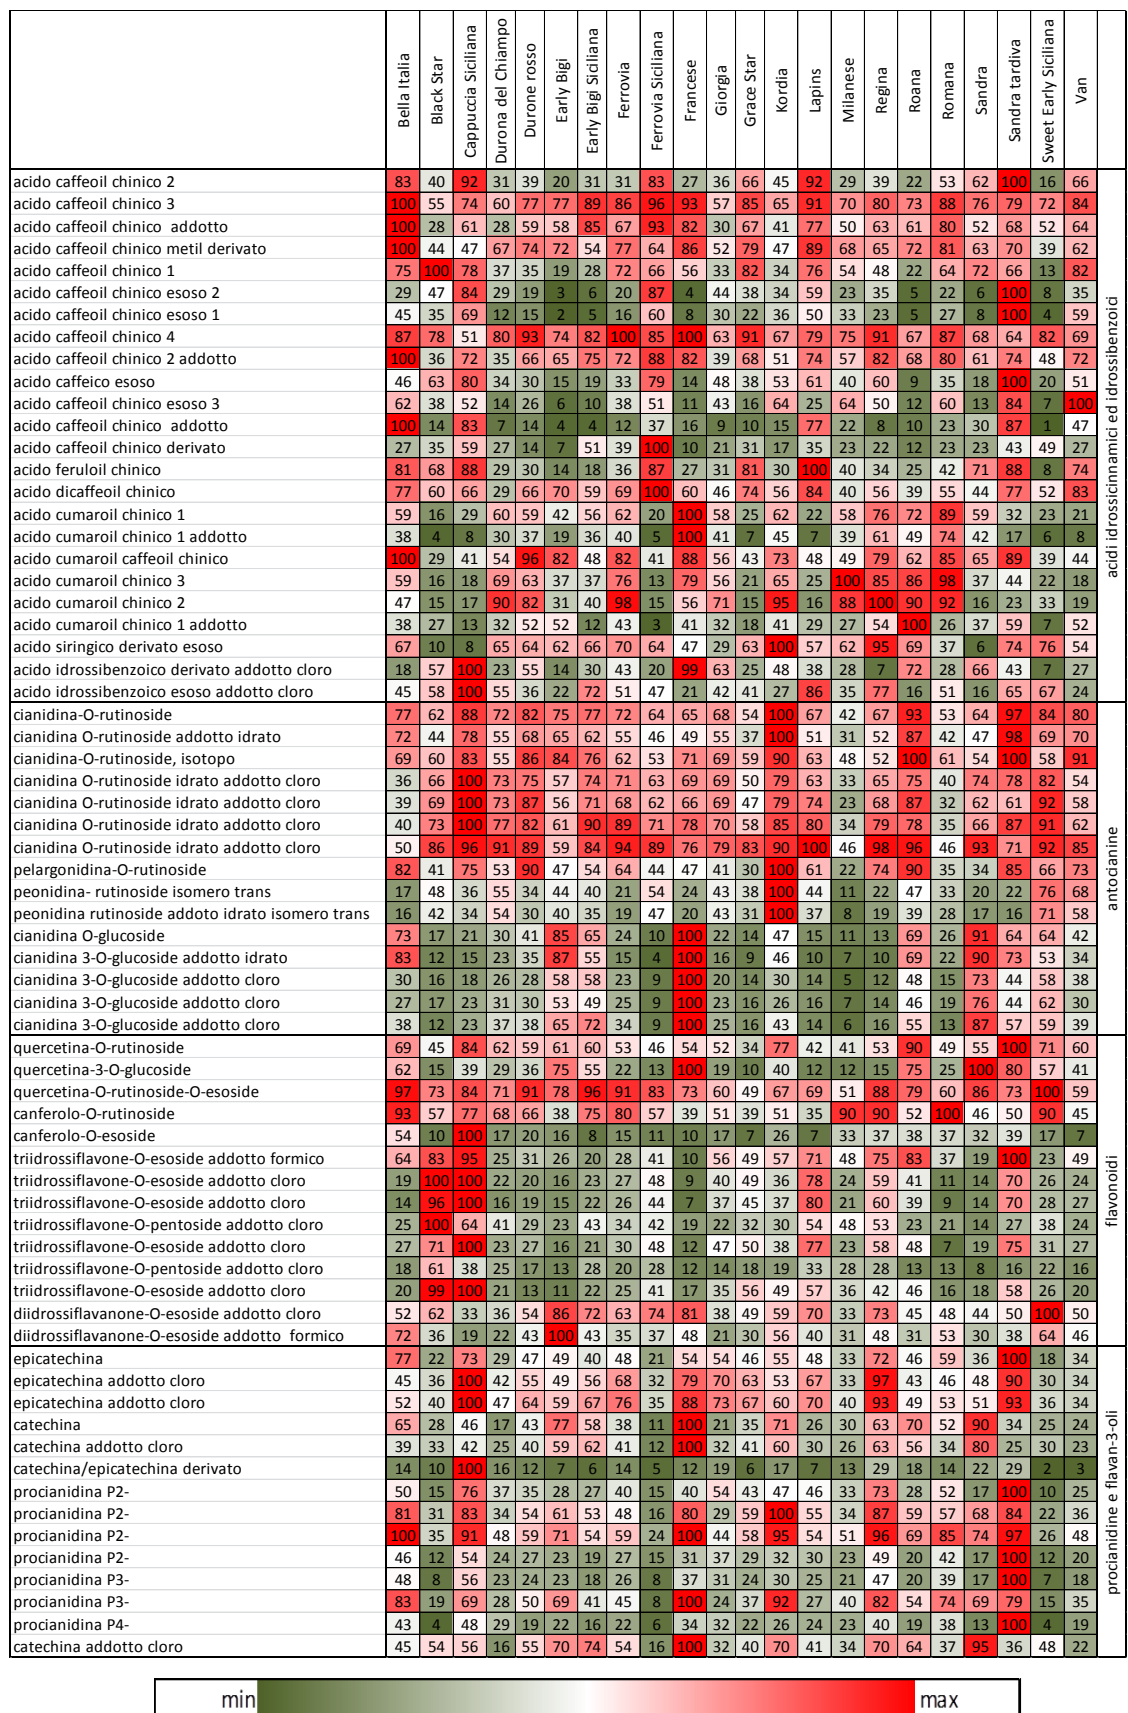 Bella Italia
Black Star
Cappuccia Siciliana
Durona del Chiampo
Durone rosso
Early Bigi
Early Bigi Siciliana
Ferrovia
Ferrovia Siciliana
Francese
Giorgia
Grace Star
Kordia
Lapins
Milanese
Regina
Roana
Romana
Sandra
Sandra tardiva
Sweet Early Siciliana
Van
acidi idrossicinnamici ed idrossibenzoici
acido caffeoil chinico 2 83 40 92 31 39 20 31 31 83 27 36 66 45 92 29 39 22 53 62 100 16 66
acido caffeoil chinico 3 100 55 74 60 77 77 89 86 96 93 57 85 65 91 70 80 73 88 76 79 72 84
acido caffeoil chinico addotto 100 28 61 28 59 58 85 67 93 82 30 67 41 77 50 63 61 80 52 68 52 64
acido caffeoil chinico metil derivato 100 44 47 67 74 72 54 77 64 86 52 79 47 89 68 65 72 81 63 70 39 62
acido caffeoil chinico 1 75 100 78 37 35 19 28 72 66 56 33 82 34 76 54 48 22 64 72 66 13 82
acido caffeoil chinico esoso 2 29 47 84 29 19 3 6 20 87 4 44 38 34 59 23 35 5 22 6 100 8 35
acido caffeoil chinico esoso 1 45 35 69 12 15 2 5 16 60 8 30 22 36 50 33 23 5 27 8 100 4 59
acido caffeoil chinico 4 87 78 51 80 93 74 82 100 85 100 63 91 67 79 75 91 67 87 68 64 82 69
acido caffeoil chinico 2 addotto 100 36 72 35 66 65 75 72 88 82 39 68 51 74 57 82 68 80 61 74 48 72
acido caffeico esoso 46 63 80 34 30 15 19 33 79 14 48 38 53 61 40 60 9 35 18 100 20 51
acido caffeoil chinico esoso 3 62 38 52 14 26 6 10 38 51 11 43 16 64 25 64 50 12 60 13 84 7 100
acido caffeoil chinico addotto 100 14 83 7 14 4 4 12 37 16 9 10 15 77 22 8 10 23 30 87 1 47
acido caffeoil chinico derivato 27 35 59 27 14 7 51 39 100 10 21 31 17 35 23 22 12 23 23 43 49 27
acido feruloil chinico 81 68 88 29 30 14 18 36 87 27 31 81 30 100 40 34 25 42 71 88 8 74
acido dicaffeoil chinico 77 60 66 29 66 70 59 69 100 60 46 74 56 84 40 56 39 55 44 77 52 83
acido cumaroil chinico 1 59 16 29 60 59 42 56 62 20 100 58 25 62 22 58 76 72 89 59 32 23 21
acido cumaroil chinico 1 addotto 38 4 8 30 37 19 36 40 5 100 41 7 45 7 39 61 49 74 42 17 6 8
acido cumaroil caffeoil chinico 100 29 41 54 96 82 48 82 41 88 56 43 73 48 49 79 62 85 65 89 39 44
acido cumaroil chinico 3 59 16 18 69 63 37 37 76 13 79 56 21 65 25 100 85 86 98 37 44 22 18
acido cumaroil chinico 2 47 15 17 90 82 31 40 98 15 56 71 15 95 16 88 100 90 92 16 23 33 19
acido cumaroil chinico 1 addotto 38 27 13 32 52 52 12 43 3 41 32 18 41 29 27 54 100 26 37 59 7 52
acido siringico derivato esoso 67 10 8 65 64 62 66 70 64 47 29 63 100 57 62 95 69 37 6 74 76 54
acido idrossibenzoico derivato addotto cloro 18 57 100 23 55 14 30 43 20 99 63 25 48 38 28 7 72 28 66 43 7 27
acido idrossibenzoico esoso addotto cloro 45 58 100 55 36 22 72 51 47 21 42 41 27 86 35 77 16 51 16 65 67 24
antocianine
cianidina-O-rutinoside 77 62 88 72 82 75 77 72 64 65 68 54 100 67 42 67 93 53 64 97 84 80
cianidina O-rutinoside addotto idrato 72 44 78 55 68 65 62 55 46 49 55 37 100 51 31 52 87 42 47 98 69 70
cianidina-O-rutinoside, isotopo 69 60 83 55 86 84 76 62 53 71 69 59 90 63 48 52 100 61 54 100 58 91
cianidina O-rutinoside idrato addotto cloro 36 66 100 73 75 57 74 71 63 69 69 50 79 63 33 65 75 40 74 78 82 54
cianidina O-rutinoside idrato addotto cloro 39 69 100 73 87 56 71 68 62 66 69 47 79 74 23 68 87 32 62 61 92 58
cianidina O-rutinoside idrato addotto cloro 40 73 100 77 82 61 90 89 71 78 70 58 85 80 34 79 78 35 66 87 91 62
cianidina O-rutinoside idrato addotto cloro 50 86 96 91 89 59 84 94 89 76 79 83 90 100 46 98 96 46 93 71 92 85
pelargonidina-O-rutinoside 82 41 75 53 90 47 54 64 44 47 41 30 100 61 22 74 90 35 34 85 66 73
peonidina- rutinoside isomero trans 17 48 36 55 34 44 40 21 54 24 43 38 100 44 11 22 47 33 20 22 76 68
peonidina rutinoside addoto idrato isomero trans 16 42 34 54 30 40 35 19 47 20 43 31 100 37 8 19 39 28 17 16 71 58
cianidina O-glucoside 73 17 21 30 41 85 65 24 10 100 22 14 47 15 11 13 69 26 91 64 64 42
cianidina 3-O-glucoside addotto idrato 83 12 15 23 35 87 55 15 4 100 16 9 46 10 7 10 69 22 90 73 53 34
cianidina 3-O-glucoside addotto cloro 30 16 18 26 28 58 58 23 9 100 20 14 30 14 5 12 48 15 73 44 58 38
cianidina 3-O-glucoside addotto cloro 27 17 23 31 30 53 49 25 9 100 23 16 26 16 7 14 46 19 76 44 62 30
cianidina 3-O-glucoside addotto cloro 38 12 23 37 38 65 72 34 9 100 25 16 43 14 6 16 55 13 87 57 59 39
flavonoidi
quercetina-O-rutinoside 69 45 84 62 59 61 60 53 46 54 52 34 77 42 41 53 90 49 55 100 71 60
quercetina-3-O-glucoside 62 15 39 29 36 75 55 22 13 100 19 10 40 12 12 15 75 25 100 80 57 41
quercetina-O-rutinoside-O-esoside 97 73 84 71 91 78 96 91 83 73 60 49 67 69 51 88 79 60 86 73 100 59
canferolo-O-rutinoside 93 57 77 68 66 38 75 80 57 39 51 39 51 35 90 90 52 100 46 50 90 45
canferolo-O-esoside 54 10 100 17 20 16 8 15 11 10 17 7 26 7 33 37 38 37 32 39 17 7
triidrossiflavone-O-esoside addotto formico 64 83 95 25 31 26 20 28 41 10 56 49 57 71 48 75 83 37 19 100 23 49
triidrossiflavone-O-esoside addotto cloro 19 100 100 22 20 16 23 27 48 9 40 49 36 78 24 59 41 11 14 70 26 24
triidrossiflavone-O-esoside addotto cloro 14 96 100 16 19 15 22 26 44 7 37 45 37 80 21 60 39 9 14 70 28 27
triidrossiflavone-O-pentoside addotto cloro 25 100 64 41 29 23 43 34 42 19 22 32 30 54 48 53 23 21 14 27 38 24
triidrossiflavone-O-esoside addotto cloro 27 71 100 23 27 16 21 30 48 12 47 50 38 77 23 58 48 7 19 75 31 27
triidrossiflavone-O-pentoside addotto cloro 18 61 38 25 17 13 28 20 28 12 14 18 19 33 28 28 13 13 8 16 22 16
triidrossiflavone-O-esoside addotto cloro 20 99 100 21 13 11 22 25 41 17 35 56 49 57 36 42 46 16 18 58 26 20
diidrossiflavanone-O-esoside addotto cloro 52 62 33 36 54 86 72 63 74 81 38 49 59 70 33 73 45 48 44 50 100 50
diidrossiflavanone-O-esoside addotto formico 72 36 19 22 43 100 43 35 37 48 21 30 56 40 31 48 31 53 30 38 64 46
procianidine e flavan-3-oli
epicatechina 77 22 73 29 47 49 40 48 21 54 54 46 55 48 33 72 46 59 36 100 18 34
epicatechina addotto cloro 45 36 100 42 55 49 56 68 32 79 70 63 53 67 33 97 43 46 48 90 30 34
epicatechina addotto cloro 52 40 100 47 64 69 67 76 35 88 73 67 60 70 40 93 49 53 51 93 36 34
catechina 65 28 46 17 43 77 58 38 11 100 21 35 71 26 30 63 70 52 90 34 25 24
catechina addotto cloro 39 33 42 25 40 59 62 41 12 100 32 41 60 30 26 63 56 34 80 25 30 23
catechina/epicatechina derivato 14 10 100 16 12 7 6 14 5 12 19 6 17 7 13 29 18 14 22 29 2 3
procianidina P2- 50 15 76 37 35 28 27 40 15 40 54 43 47 46 33 73 28 52 17 100 10 25
procianidina P2- 81 31 83 34 54 61 53 48 16 80 29 59 100 55 42 87 59 57 68 84 22 36
procianidina P2- 100 35 91 48 59 71 54 59 24 100 44 58 95 54 51 96 69 85 74 97 26 48
procianidina P2- 46 12 54 24 27 23 19 27 15 31 37 29 32 30 23 49 20 42 17 100 12 20
procianidina P3- 48 8 56 23 24 23 18 26 8 37 31 24 30 25 21 47 20 39 17 100 7 18
procianidina P3- 83 19 69 28 50 69 41 45 8 100 24 37 92 27 40 82 54 74 69 79 15 35
procianidina P4- 43 4 48 29 19 22 16 22 6 34 32 22 26 24 23 40 19 38 13 100 4 19
catechina addotto cloro 45 54 56 16 55 70 74 54 16 100 32 40 70 41 34 70 64 37 95 36 48 22
min max